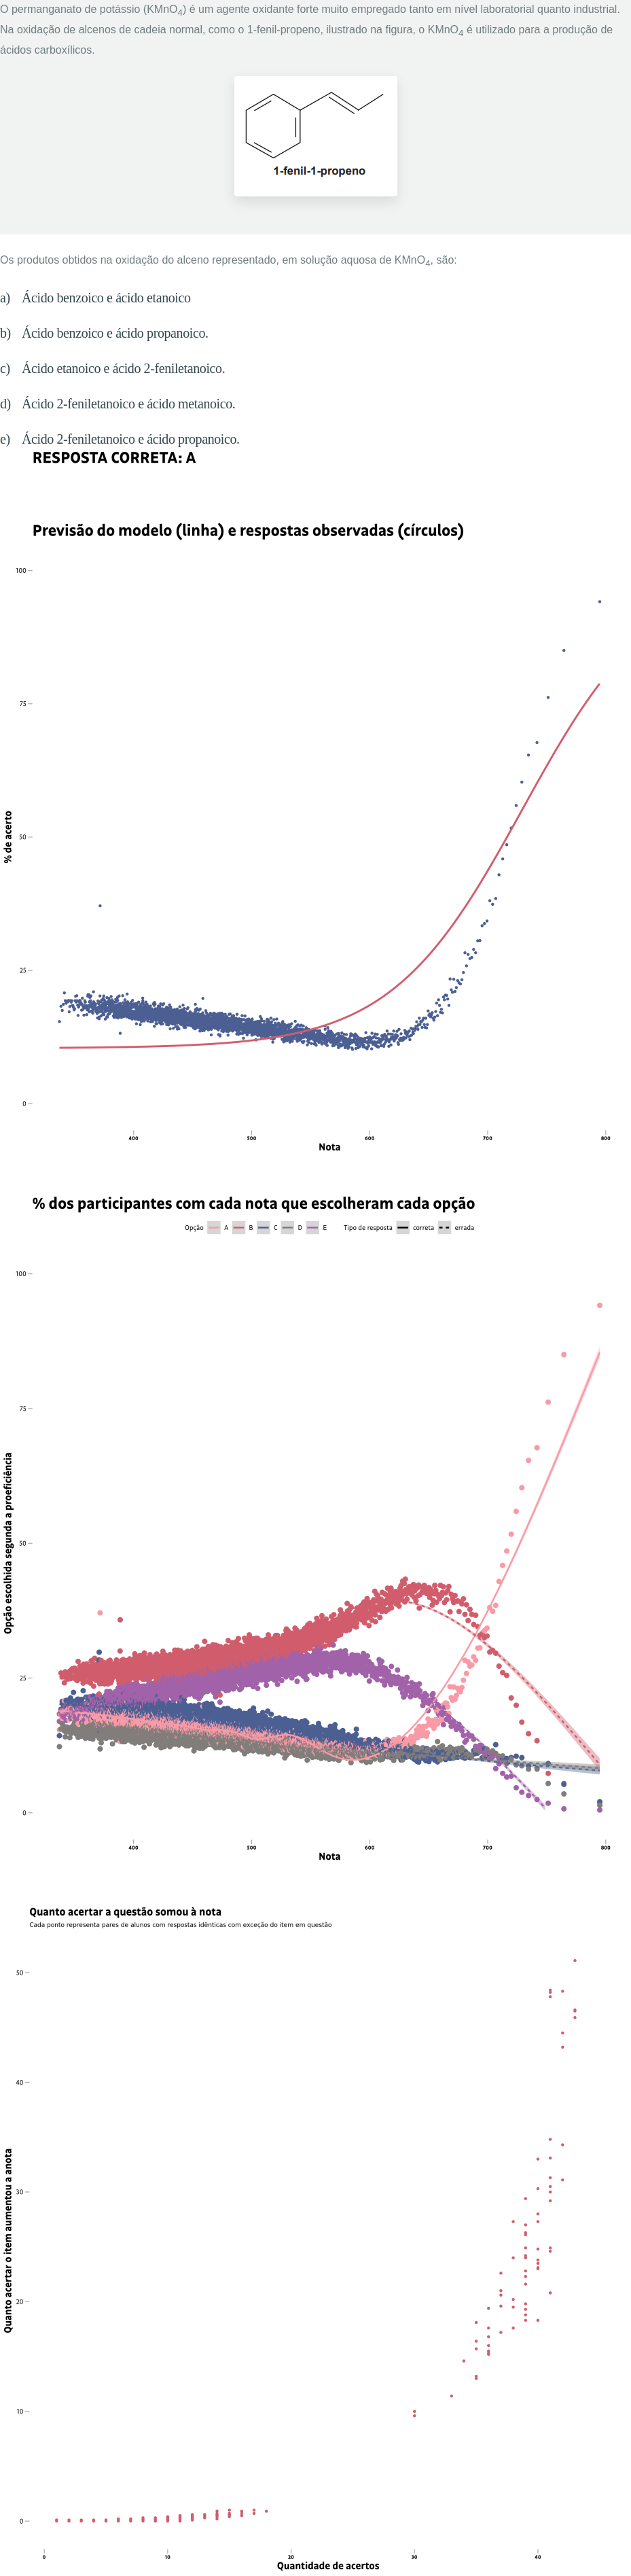 O permanganato de potássio (KMnO4) é um agente oxidante forte muito empregado tanto em nível laboratorial quanto industrial.
Na oxidação de alcenos de cadeia normal, como o 1-fenil-propeno, ilustrado na figura, o KMnO4 é utilizado para a produção de
ácidos carboxílicos.
1-fenil-1-propeno
Os produtos obtidos na oxidação do alceno representado, em solução aquosa de KMnO4, são:
a) Ácido benzoico e ácido etanoico
b) Ácido benzoico e ácido propanoico.
c) Ácido etanoico e ácido 2-feniletanoico.
d) Ácido 2-feniletanoico e ácido metanoico.
e) Ácido 2-feniletanoico e ácido propanoico.
RESPOSTA CORRETA: A
Previsão do modelo (linha) e respostas observadas (círculos)
100
75
50
25
0
% de acerto
400 500 600 700 800
Nota
% dos participantes com cada nota que escolheram cada opção
Opção A B C D E Tipo de resposta correta errada
100
75
50
25
0
Opção escolhida segunda a proeficiência
400 500 600 700 800
Nota
Quanto acertar a questão somou à nota
Cada ponto representa pares de alunos com respostas idênticas com exceção do item em questão
50
40
30
20
10
0
Quanto acertar o item aumentou a anota
0 10 20 30 40
Quantidade de acertos